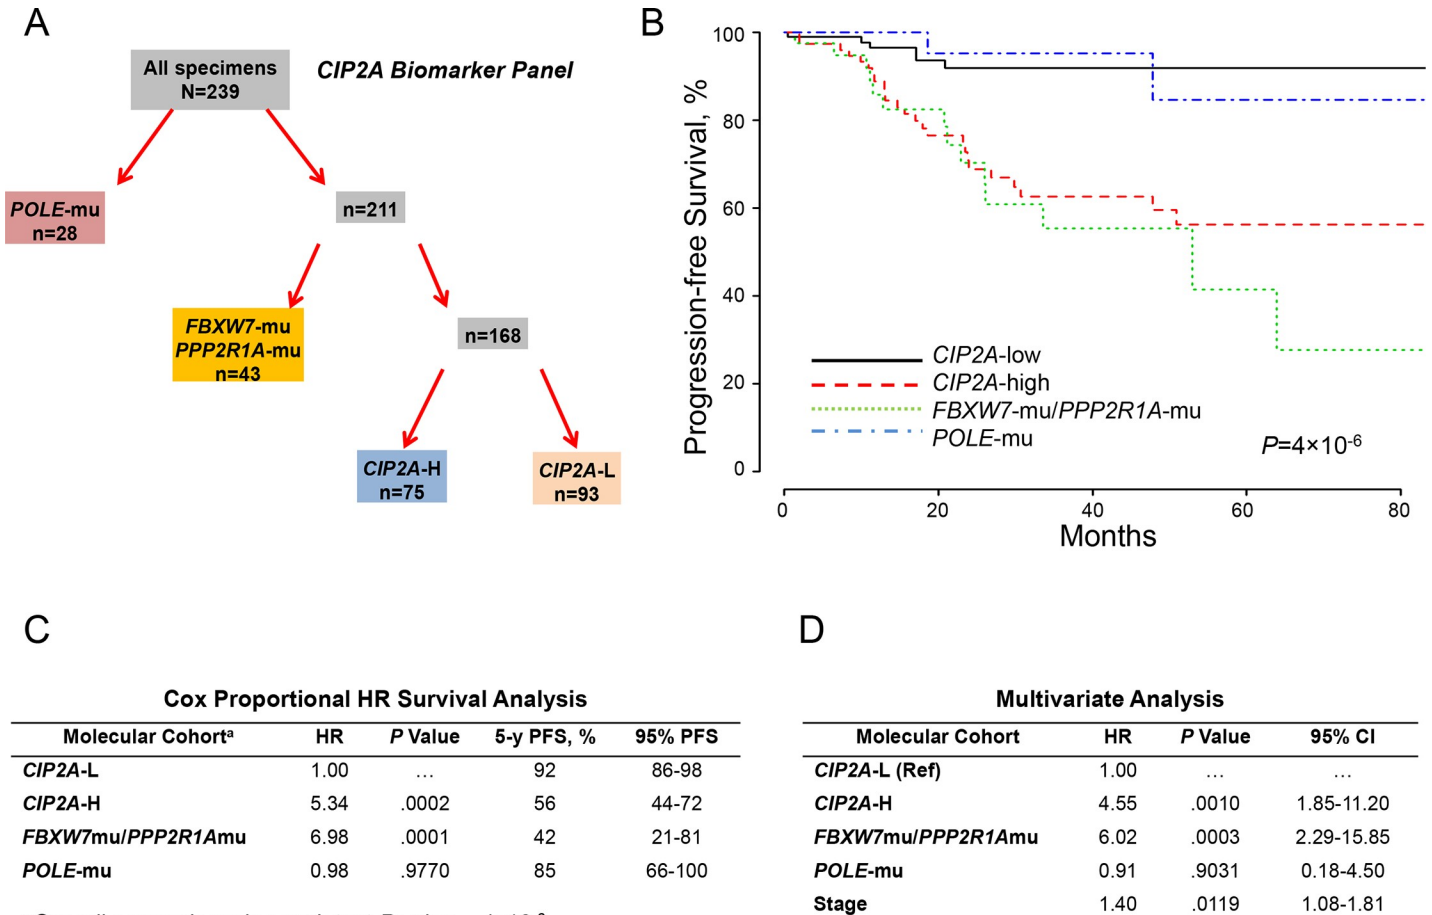 A
CIP2A Biomarker Panel
All specimens
N=239
POLE-mu
n=28
n=211
FBXW7-mu
PPP2R1A-mu
n=43
n=168
CIP2A-H
n=75
CIP2A-L
n=93
B
Progression-free Survival, %
100
80
60
40
20
0
CIP2A-low
CIP2A-high
FBXW7-mu/PPP2R1A-mu
POLE-mu
P=4×10-6
0 20 40 60 80
Months
C
Cox Proportional HR Survival Analysis
Molecular Cohortᵃ HR P Value 5-y PFS, % 95% PFS
CIP2A-L 1.00 … 92 86-98
CIP2A-H 5.34 .0002 56 44-72
FBXW7mu/PPP2R1Amu 6.98 .0001 42 21-81
POLE-mu 0.98 .9770 85 66-100
D
Multivariate Analysis
Molecular Cohort HR P Value 95% CI
CIP2A-L (Ref) 1.00 … …
CIP2A-H 4.55 .0010 1.85-11.20
FBXW7mu/PPP2R1Amu 6.02 .0003 2.29-15.85
POLE-mu 0.91 .9031 0.18-4.50
Stage 1.40 .0119 1.08-1.81